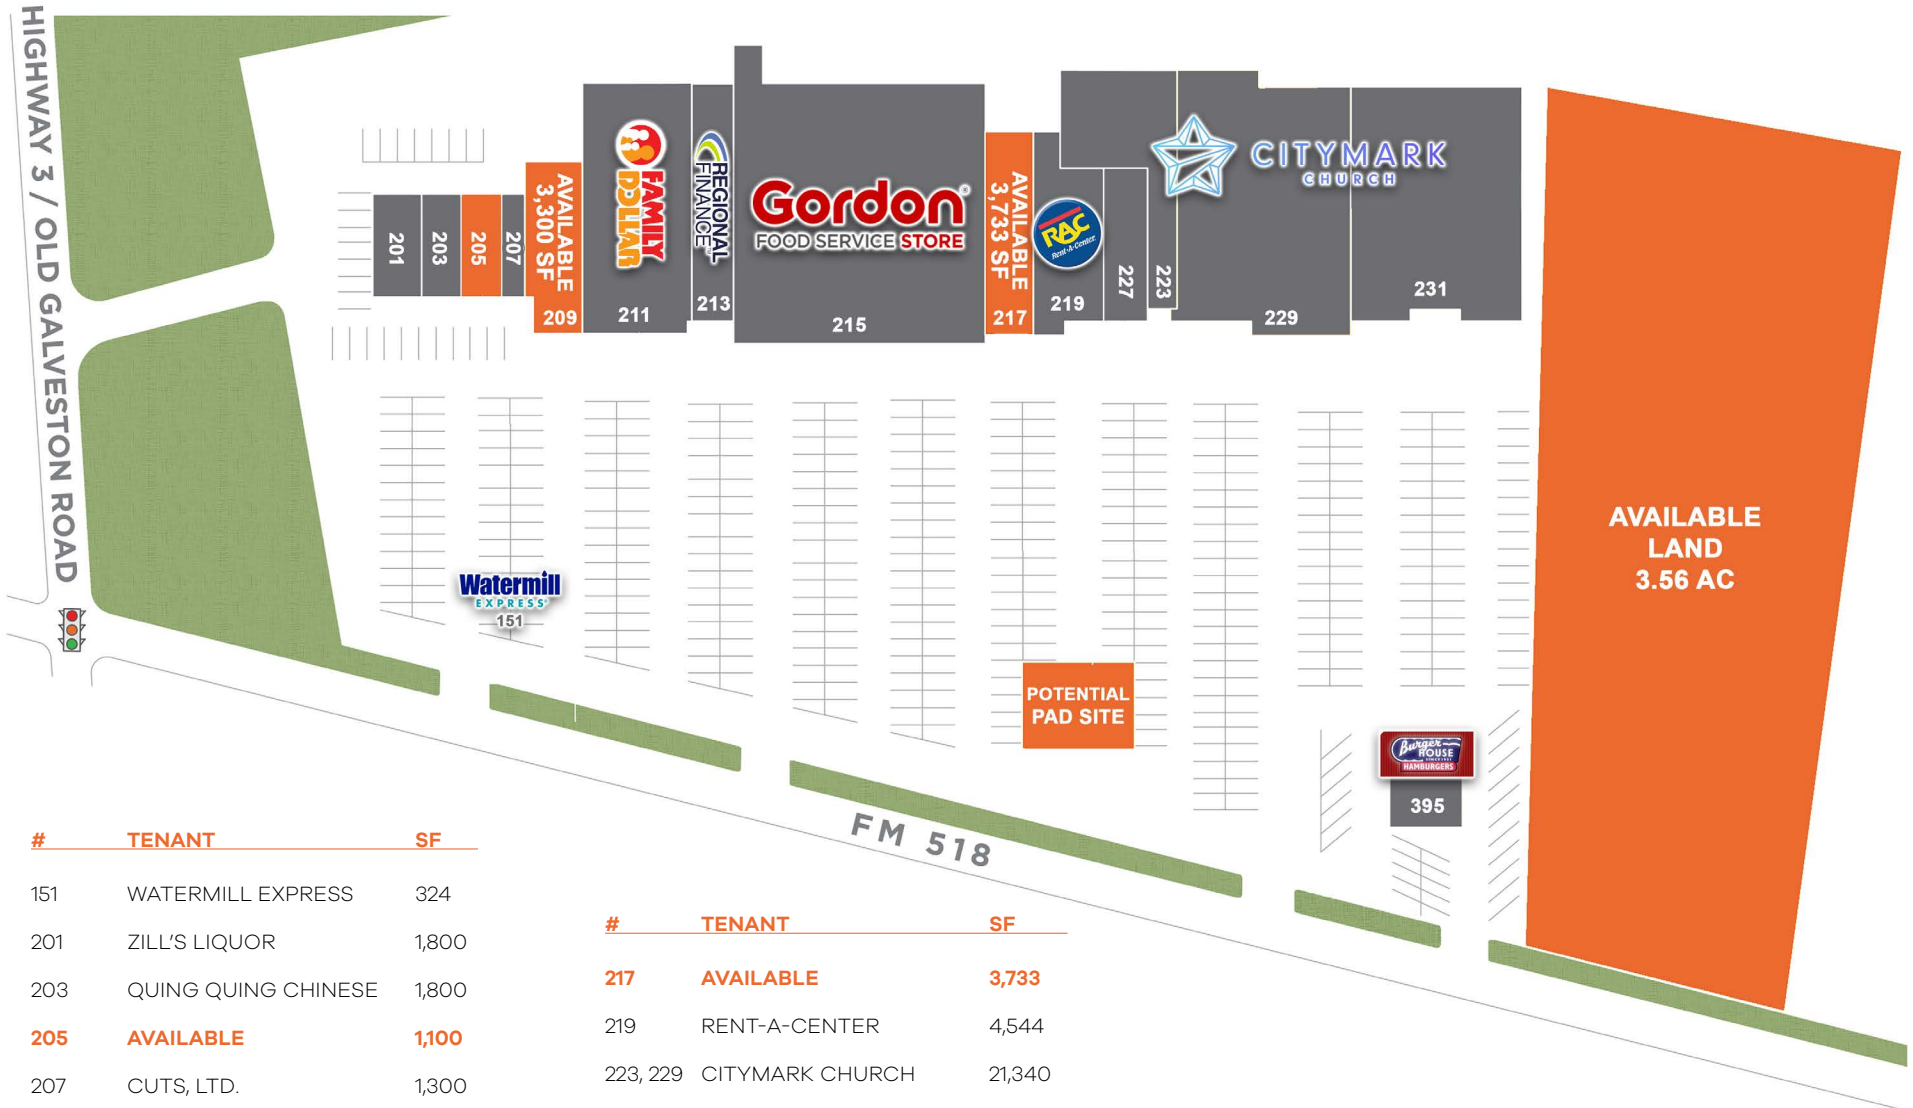 HIGHWAY 3 / OLD GALVESTON ROAD
201
203
205
207
AVAILABLE
3,300 SF
209
FAMILY
DOLLAR
211
REGIONAL
FINANCE
213
Gordon®
FOOD SERVICE STORE
215
AVAILABLE
3,733 SF
217
RAC
Rent-A-Center
219
227
223
CITYMARK
CHURCH
229
231
AVAILABLE
LAND
3.56 AC
Watermill
EXPRESS
151
POTENTIAL
PAD SITE
Burger
HOUSE
SINCE 1951
HAMBURGERS
395
FM 518
# TENANT SF
151 WATERMILL EXPRESS 324
201 ZILL'S LIQUOR 1,800
203 QUING QUING CHINESE 1,800
205 AVAILABLE 1,100
207 CUTS, LTD. 1,300
# TENANT SF
217 AVAILABLE 3,733
219 RENT-A-CENTER 4,544
223, 229 CITYMARK CHURCH 21,340